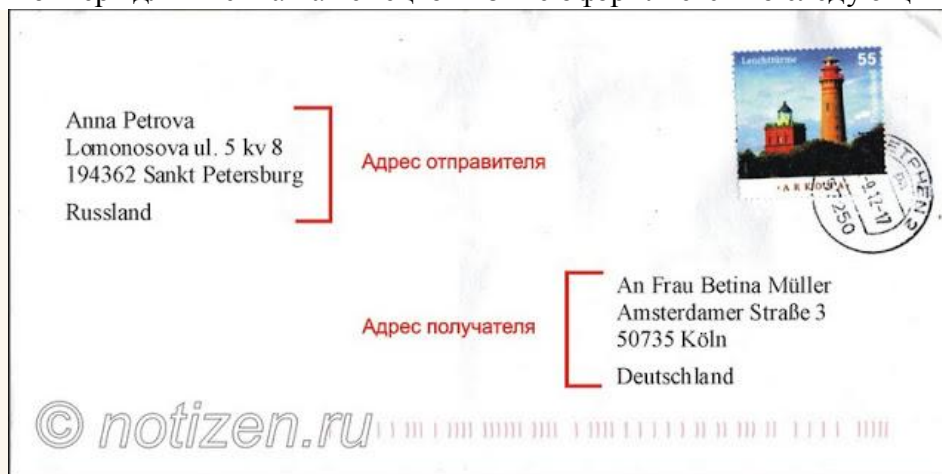 Anna Petrova
Lomonosova ul. 5 kv 8
194362 Sankt Petersburg
Russland
Адрес отправителя
Leuchttürme 55
An Frau Betina Müller
Amsterdamer Straße 3
50735 Köln
Deutschland
Адрес получателя
© notizen.ru